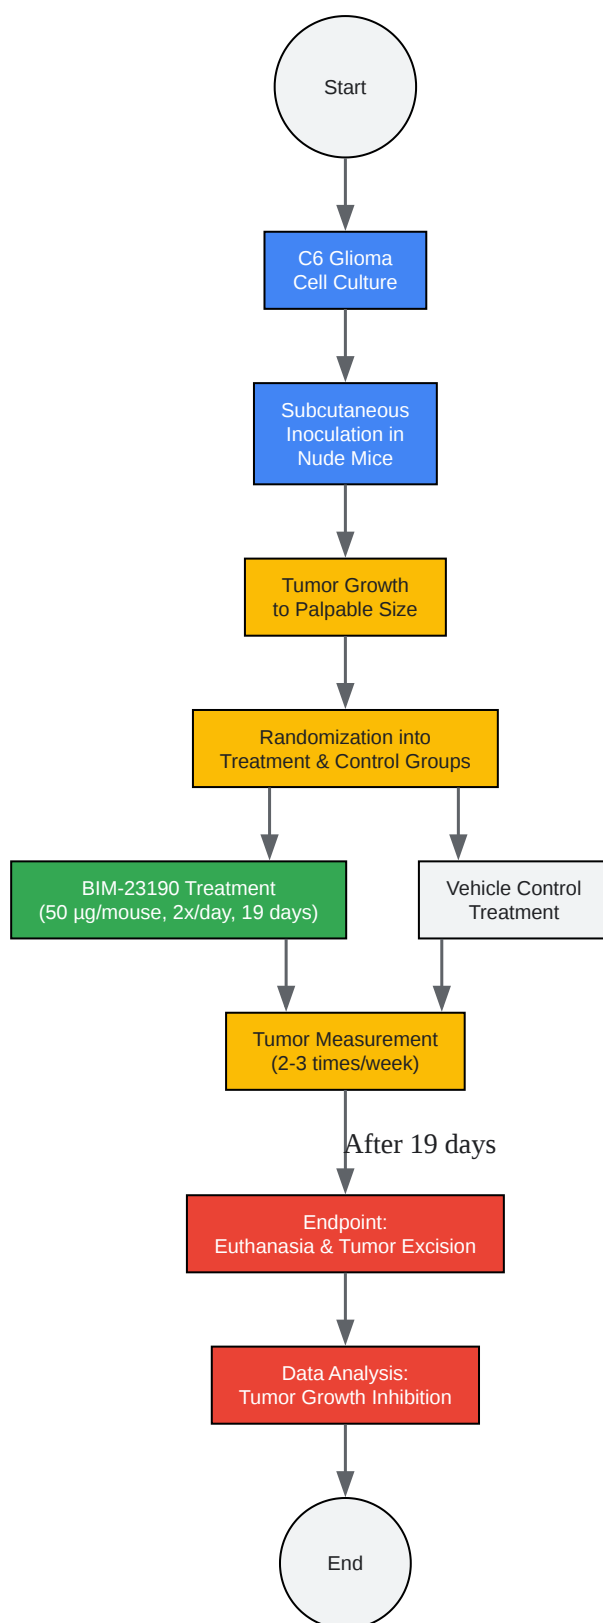 Start
C6 Glioma
Cell Culture
Subcutaneous
Inoculation in
Nude Mice
Tumor Growth
to Palpable Size
Randomization into
Treatment & Control Groups
BIM-23190 Treatment
(50 µg/mouse, 2x/day, 19 days)
Vehicle Control
Treatment
Tumor Measurement
(2-3 times/week)
After 19 days
Endpoint:
Euthanasia & Tumor Excision
Data Analysis:
Tumor Growth Inhibition
End